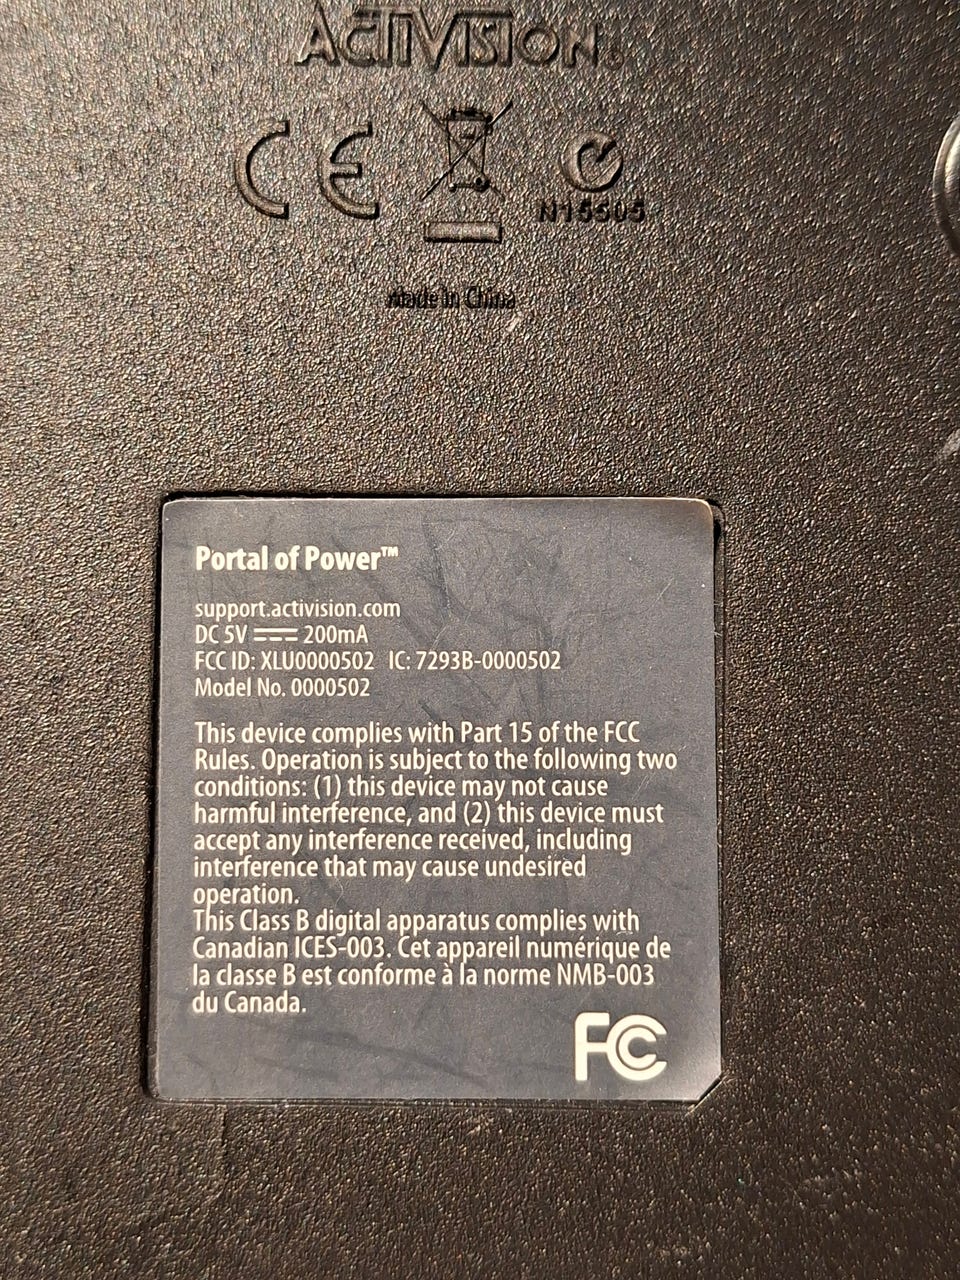 ACTIVISION®
CE
N15505
Made in China
Portal of Power™
support.activision.com
DC 5V ⎓ 200mA
FCC ID: XLU0000502 IC: 7293B-0000502
Model No. 0000502
This device complies with Part 15 of the FCC
Rules. Operation is subject to the following two
conditions: (1) this device may not cause
harmful interference, and (2) this device must
accept any interference received, including
interference that may cause undesired
operation.
This Class B digital apparatus complies with
Canadian ICES-003. Cet appareil numérique de
la classe B est conforme à la norme NMB-003
du Canada.
FC